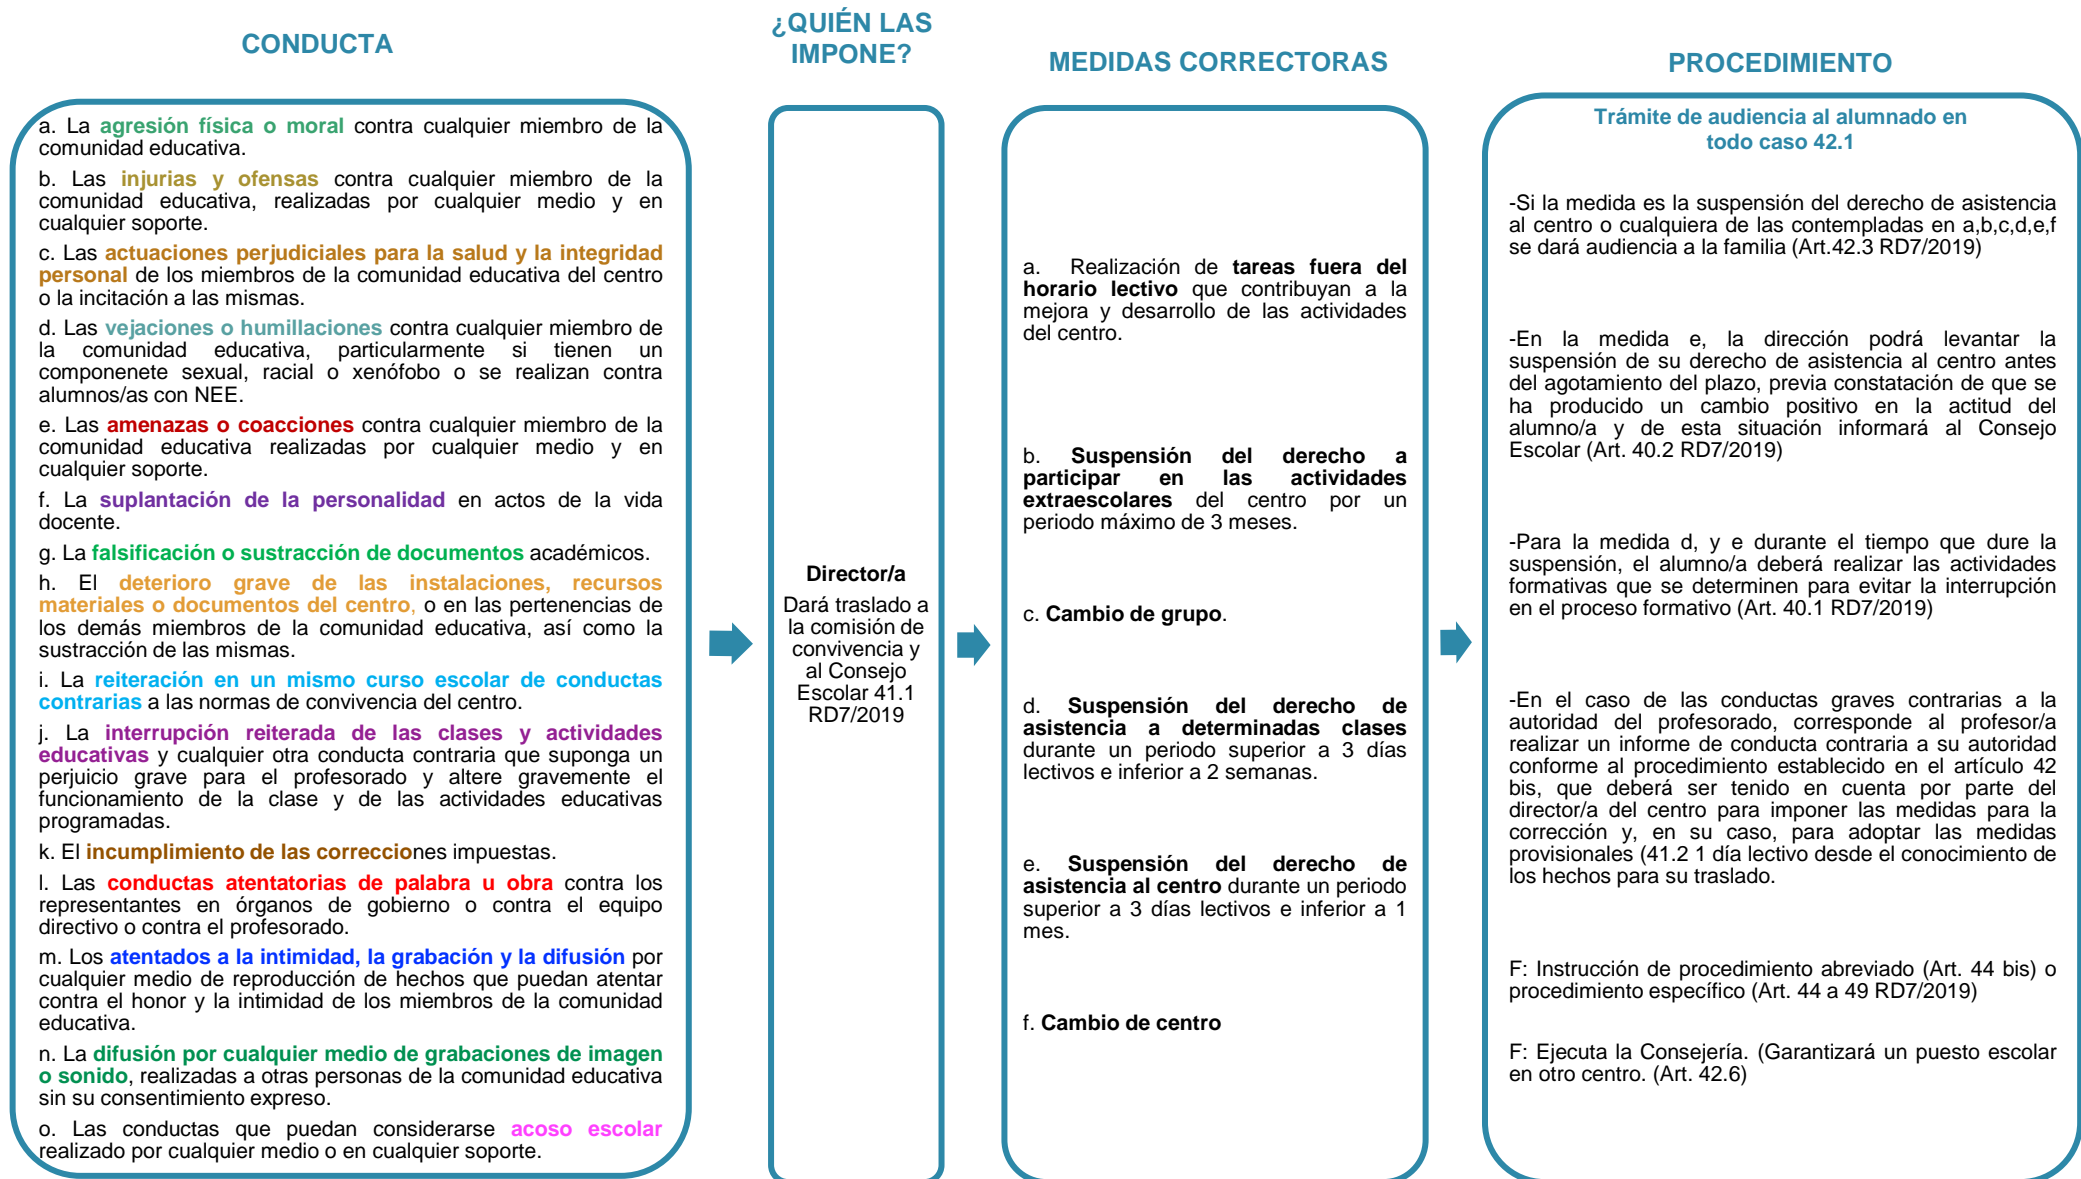 CONDUCTA
a. La agresión física o moral contra cualquier miembro de la
comunidad educativa.
b. Las injurias y ofensas contra cualquier miembro de la
comunidad educativa, realizadas por cualquier medio y en
cualquier soporte.
c. Las actuaciones perjudiciales para la salud y la integridad
personal de los miembros de la comunidad educativa del centro
o la incitación a las mismas.
d. Las vejaciones o humillaciones contra cualquier miembro de
la comunidad educativa, particularmente si tienen un
componenete sexual, racial o xenófobo o se realizan contra
alumnos/as con NEE.
e. Las amenazas o coacciones contra cualquier miembro de la
comunidad educativa realizadas por cualquier medio y en
cualquier soporte.
f. La suplantación de la personalidad en actos de la vida
docente.
g. La falsificación o sustracción de documentos académicos.
h. El deterioro grave de las instalaciones, recursos
materiales o documentos del centro, o en las pertenencias de
los demás miembros de la comunidad educativa, así como la
sustracción de las mismas.
i. La reiteración en un mismo curso escolar de conductas
contrarias a las normas de convivencia del centro.
j. La interrupción reiterada de las clases y actividades
educativas y cualquier otra conducta contraria que suponga un
perjuicio grave para el profesorado y altere gravemente el
funcionamiento de la clase y de las actividades educativas
programadas.
k. El incumplimiento de las correcciones impuestas.
l. Las conductas atentatorias de palabra u obra contra los
representantes en órganos de gobierno o contra el equipo
directivo o contra el profesorado.
m. Los atentados a la intimidad, la grabación y la difusión por
cualquier medio de reproducción de hechos que puedan atentar
contra el honor y la intimidad de los miembros de la comunidad
educativa.
n. La difusión por cualquier medio de grabaciones de imagen
o sonido, realizadas a otras personas de la comunidad educativa
sin su consentimiento expreso.
o. Las conductas que puedan considerarse acoso escolar
realizado por cualquier medio o en cualquier soporte.
¿QUIÉN LAS
IMPONE?
Director/a
Dará traslado a
la comisión de
convivencia y
al Consejo
Escolar 41.1
RD7/2019
MEDIDAS CORRECTORAS
a. Realización de tareas fuera del
horario lectivo que contribuyan a la
mejora y desarrollo de las actividades
del centro.
b. Suspensión del derecho a
participar en las actividades
extraescolares del centro por un
periodo máximo de 3 meses.
c. Cambio de grupo.
d. Suspensión del derecho de
asistencia a determinadas clases
durante un periodo superior a 3 días
lectivos e inferior a 2 semanas.
e. Suspensión del derecho de
asistencia al centro durante un periodo
superior a 3 días lectivos e inferior a 1
mes.
f. Cambio de centro
PROCEDIMIENTO
Trámite de audiencia al alumnado en
todo caso 42.1
-Si la medida es la suspensión del derecho de asistencia
al centro o cualquiera de las contempladas en a,b,c,d,e,f
se dará audiencia a la familia (Art.42.3 RD7/2019)
-En la medida e, la dirección podrá levantar la
suspensión de su derecho de asistencia al centro antes
del agotamiento del plazo, previa constatación de que se
ha producido un cambio positivo en la actitud del
alumno/a y de esta situación informará al Consejo
Escolar (Art. 40.2 RD7/2019)
-Para la medida d, y e durante el tiempo que dure la
suspensión, el alumno/a deberá realizar las actividades
formativas que se determinen para evitar la interrupción
en el proceso formativo (Art. 40.1 RD7/2019)
-En el caso de las conductas graves contrarias a la
autoridad del profesorado, corresponde al profesor/a
realizar un informe de conducta contraria a su autoridad
conforme al procedimiento establecido en el artículo 42
bis, que deberá ser tenido en cuenta por parte del
director/a del centro para imponer las medidas para la
corrección y, en su caso, para adoptar las medidas
provisionales (41.2 1 día lectivo desde el conocimiento de
los hechos para su traslado.
F: Instrucción de procedimiento abreviado (Art. 44 bis) o
procedimiento específico (Art. 44 a 49 RD7/2019)
F: Ejecuta la Consejería. (Garantizará un puesto escolar
en otro centro. (Art. 42.6)